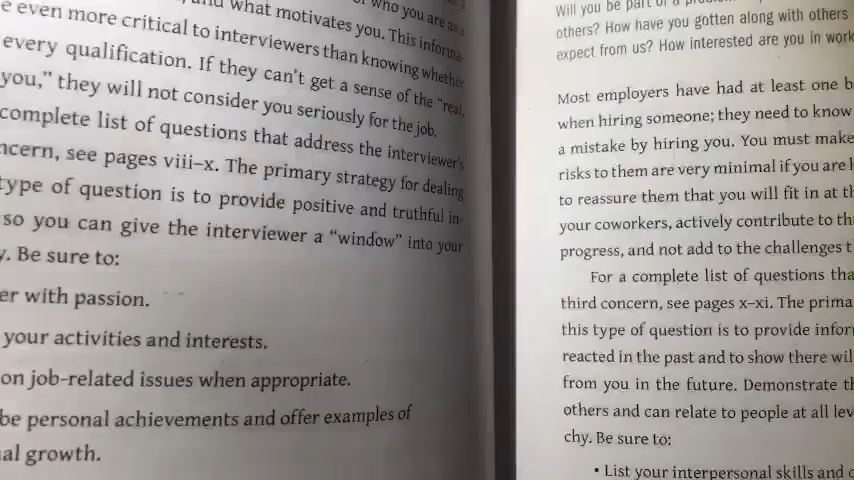 who you are as a
and what motivates you. This informa-
even more critical to interviewers than knowing whether
every qualification. If they can't get a sense of the "real,
you," they will not consider you seriously for the job.
complete list of questions that address the interviewer's
ncern, see pages viii–x. The primary strategy for dealing
type of question is to provide positive and truthful in-
so you can give the interviewer a "window" into your
y. Be sure to:
er with passion.
your activities and interests.
on job-related issues when appropriate.
be personal achievements and offer examples of
al growth.
Will you be part of a
others? How have you gotten along with others
expect from us? How interested are you in work
Most employers have had at least one b
when hiring someone; they need to know
a mistake by hiring you. You must make
risks to them are very minimal if you are h
to reassure them that you will fit in at th
your coworkers, actively contribute to th
progress, and not add to the challenges t
For a complete list of questions tha
third concern, see pages x–xi. The prima
this type of question is to provide infor
reacted in the past and to show there wil
from you in the future. Demonstrate th
others and can relate to people at all lev
chy. Be sure to:
• List your interpersonal skills and